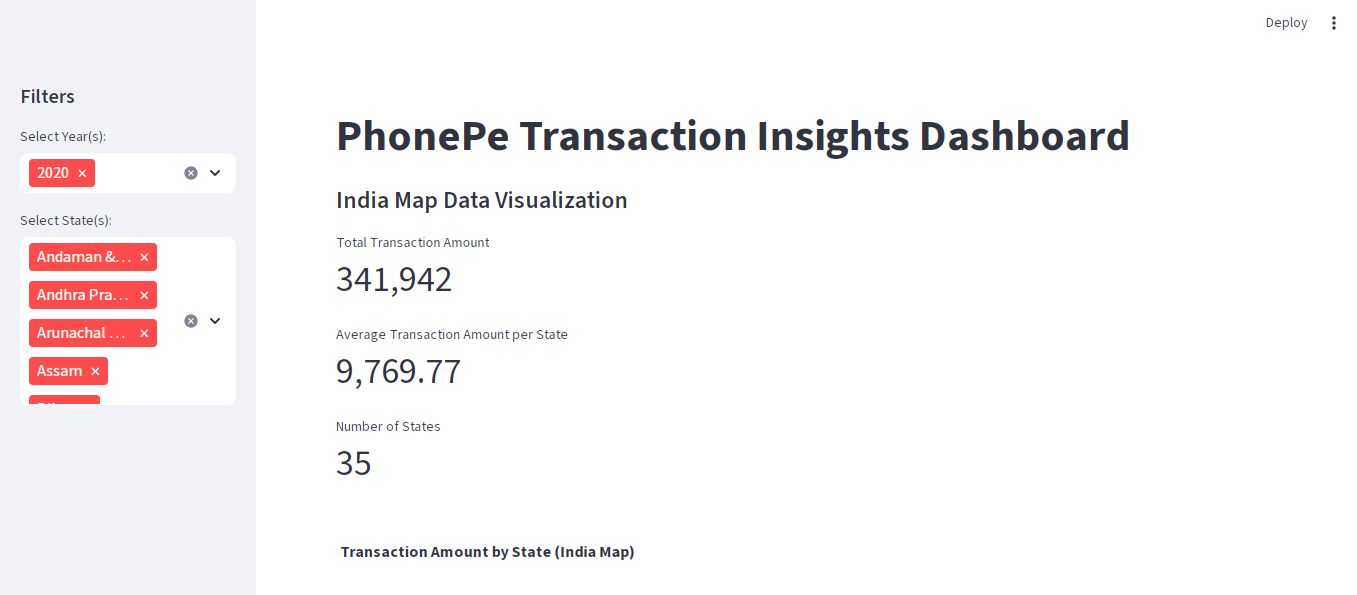 Deploy
Filters
Select Year(s):
2020
Select State(s):
Andaman &...
Andhra Pra...
Arunachal ...
Assam
PhonePe Transaction Insights Dashboard
India Map Data Visualization
Total Transaction Amount
341,942
Average Transaction Amount per State
9,769.77
Number of States
35
Transaction Amount by State (India Map)